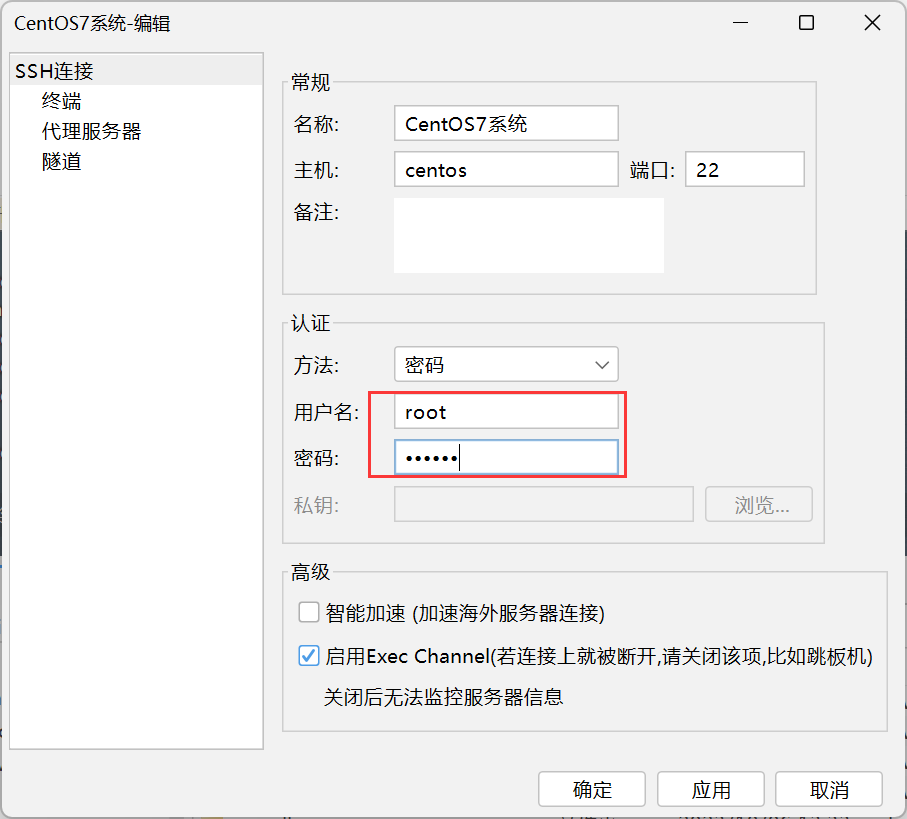 CentOS7系统-编辑
SSH连接
终端
代理服务器
隧道
常规
名称: CentOS7系统
主机: centos 端口: 22
备注:
认证
方法: 密码
用户名: root
密码: ••••••
私钥: 浏览...
高级
智能加速 (加速海外服务器连接)
启用Exec Channel(若连接上就被断开,请关闭该项,比如跳板机)
关闭后无法监控服务器信息
确定 应用 取消